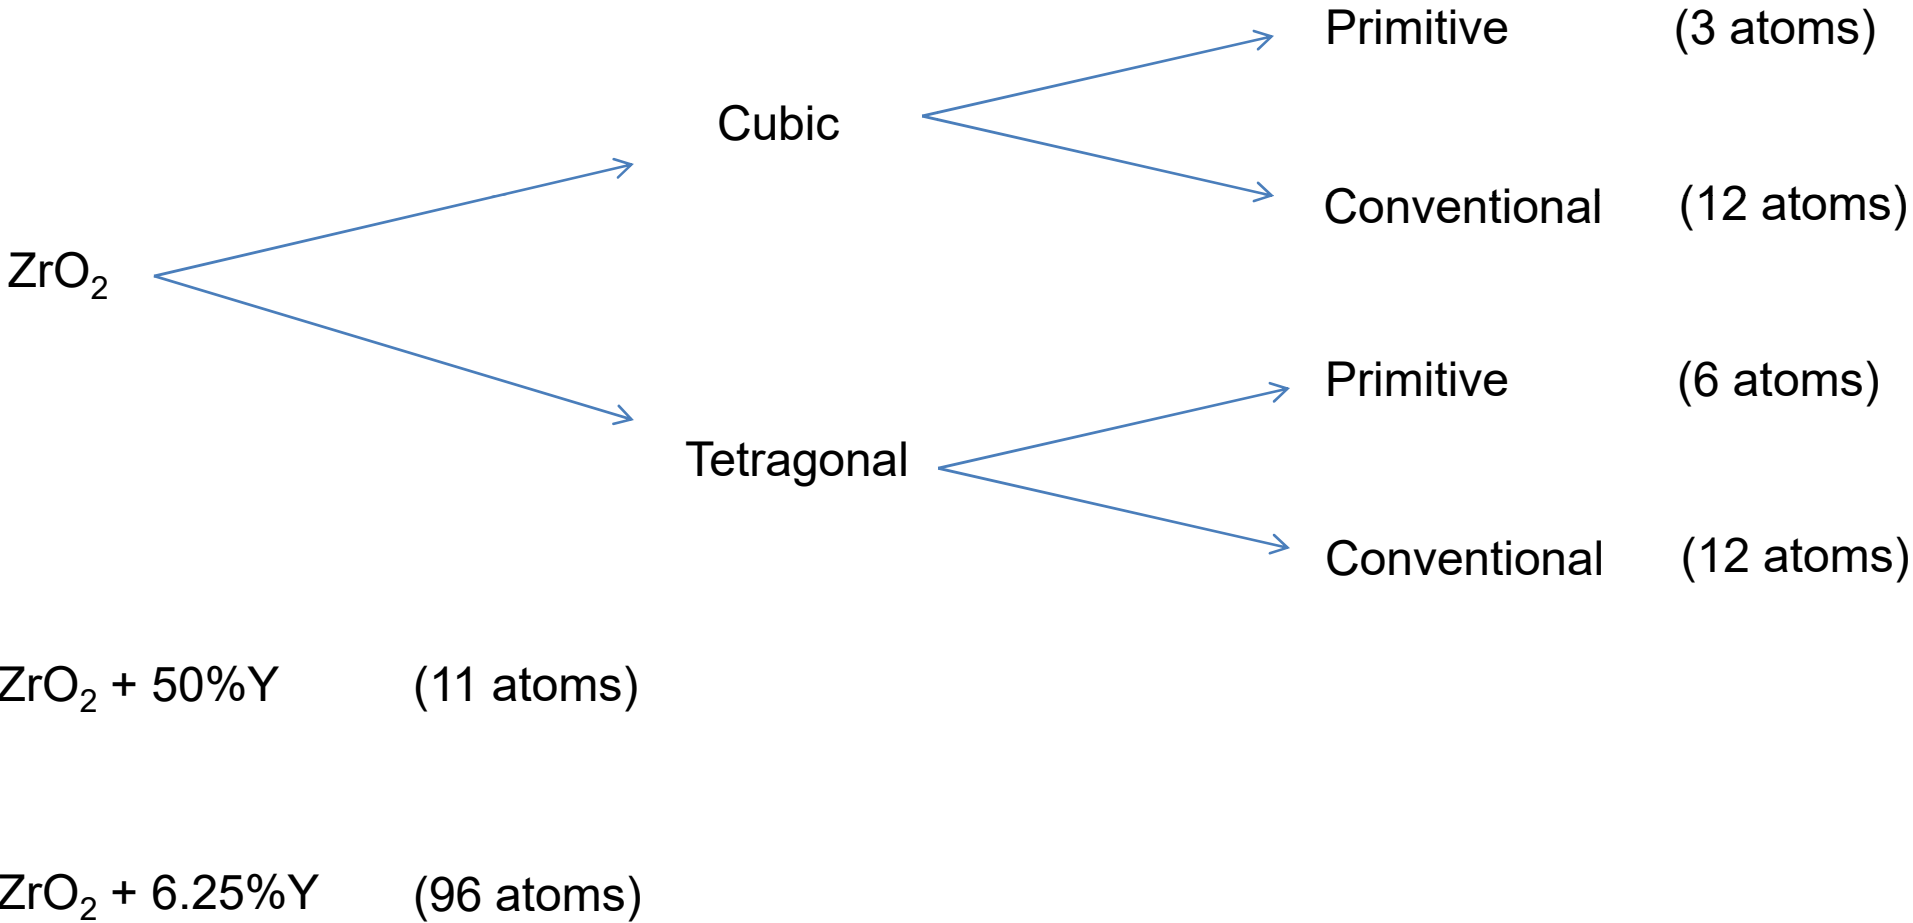 Primitive (3 atoms)
Cubic
Conventional (12 atoms)
ZrO₂
Primitive (6 atoms)
Tetragonal
Conventional (12 atoms)
ZrO₂ + 50%Y (11 atoms)
ZrO₂ + 6.25%Y (96 atoms)